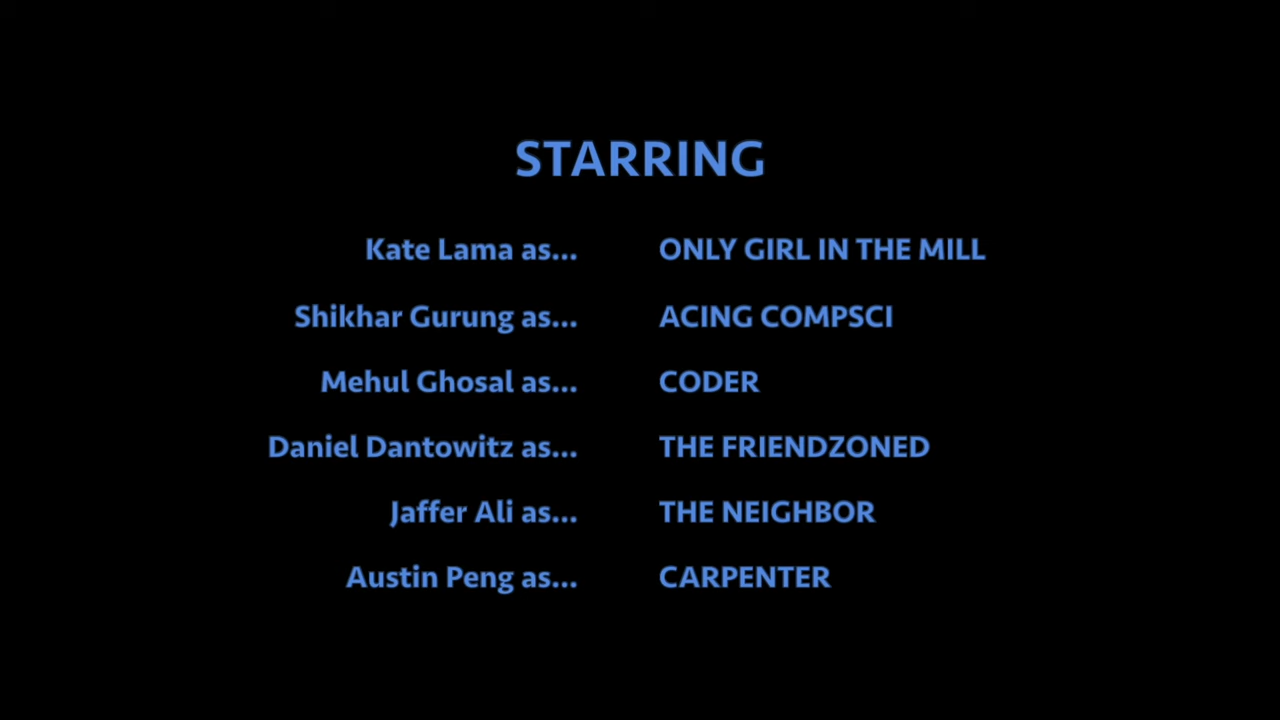 STARRING
Kate Lama as... ONLY GIRL IN THE MILL
Shikhar Gurung as... ACING COMPSCI
Mehul Ghosal as... CODER
Daniel Dantowitz as... THE FRIENDZONED
Jaffer Ali as... THE NEIGHBOR
Austin Peng as... CARPENTER